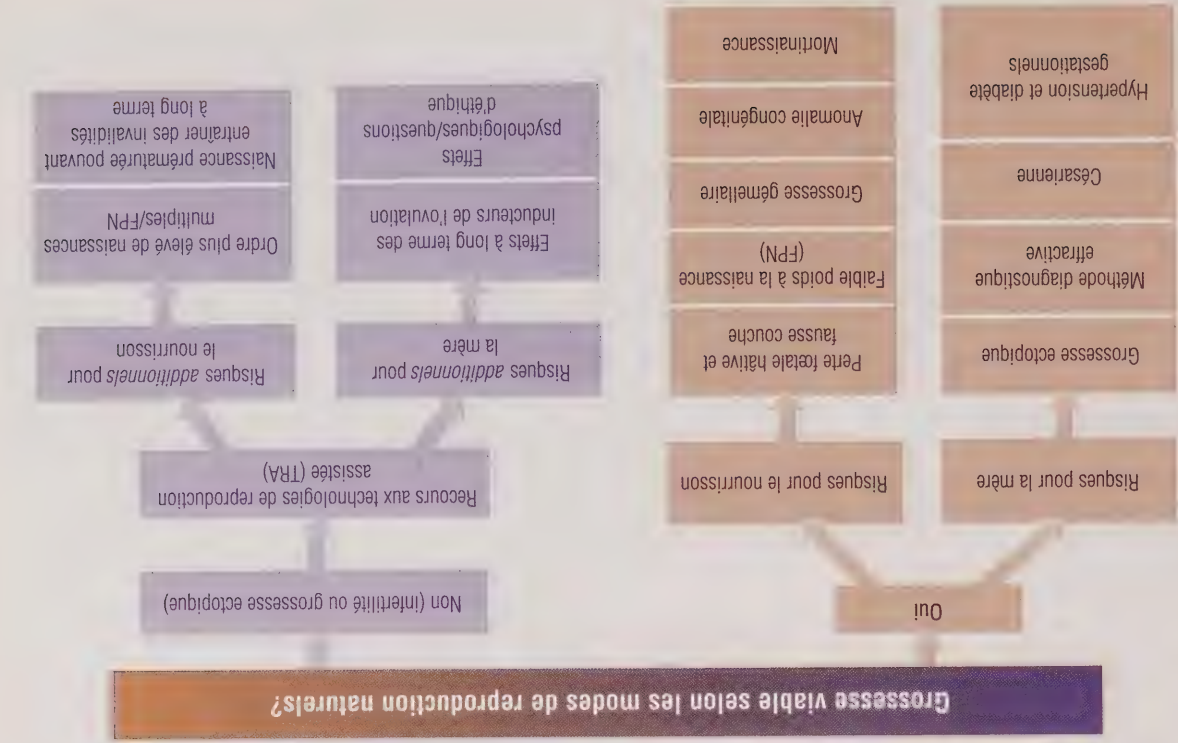 Grossesse viable selon les modes de reproduction naturels?
Oui
Risques pour la mère
Grossesse ectopique
Méthode diagnostique
effractive
Césarienne
Hypertension et diabète
gestationnels
Risques pour le nourrisson
Perte fœtale hâtive et
fausse couche
Faible poids à la naissance
(FPN)
Grossesse gémellaire
Anomalie congénitale
Mortinaissance
Non (infertilité ou grossesse ectopique)
Recours aux technologies de reproduction
assistée (TRA)
Risques additionnels pour
la mère
Effets à long terme des
inducteurs de l'ovulation
Effets
psychologiques/questions
d'éthique
Risques additionnels pour
le nourrisson
Ordre plus élevé de naissances
multiples/FPN
Naissance prématurée pouvant
entraîner des invalidités
à long terme